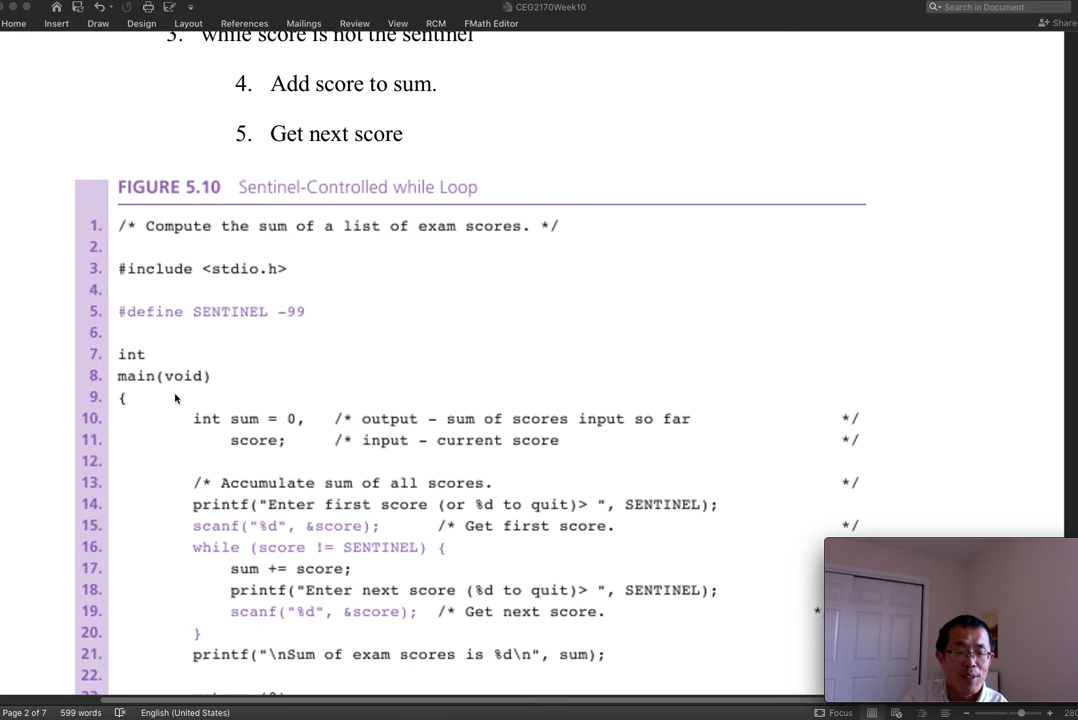 CEG2170Week10
Search in Document
Home Insert Draw Design Layout References Mailings Review View RCM FMath Editor
Share
3. while score is not the sentinel
4. Add score to sum.
5. Get next score
FIGURE 5.10 Sentinel-Controlled while Loop
1. /* Compute the sum of a list of exam scores. */
2.
3. #include <stdio.h>
4.
5. #define SENTINEL -99
6.
7. int
8. main(void)
9. {
10. int sum = 0, /* output - sum of scores input so far */
11. score; /* input - current score */
12.
13. /* Accumulate sum of all scores. */
14. printf("Enter first score (or %d to quit)> ", SENTINEL);
15. scanf("%d", &score); /* Get first score. */
16. while (score != SENTINEL) {
17. sum += score;
18. printf("Enter next score (%d to quit)> ", SENTINEL);
19. scanf("%d", &score); /* Get next score. *
20. }
21. printf("\nSum of exam scores is %d\n", sum);
22.
Page 2 of 7 599 words English (United States) Focus 280